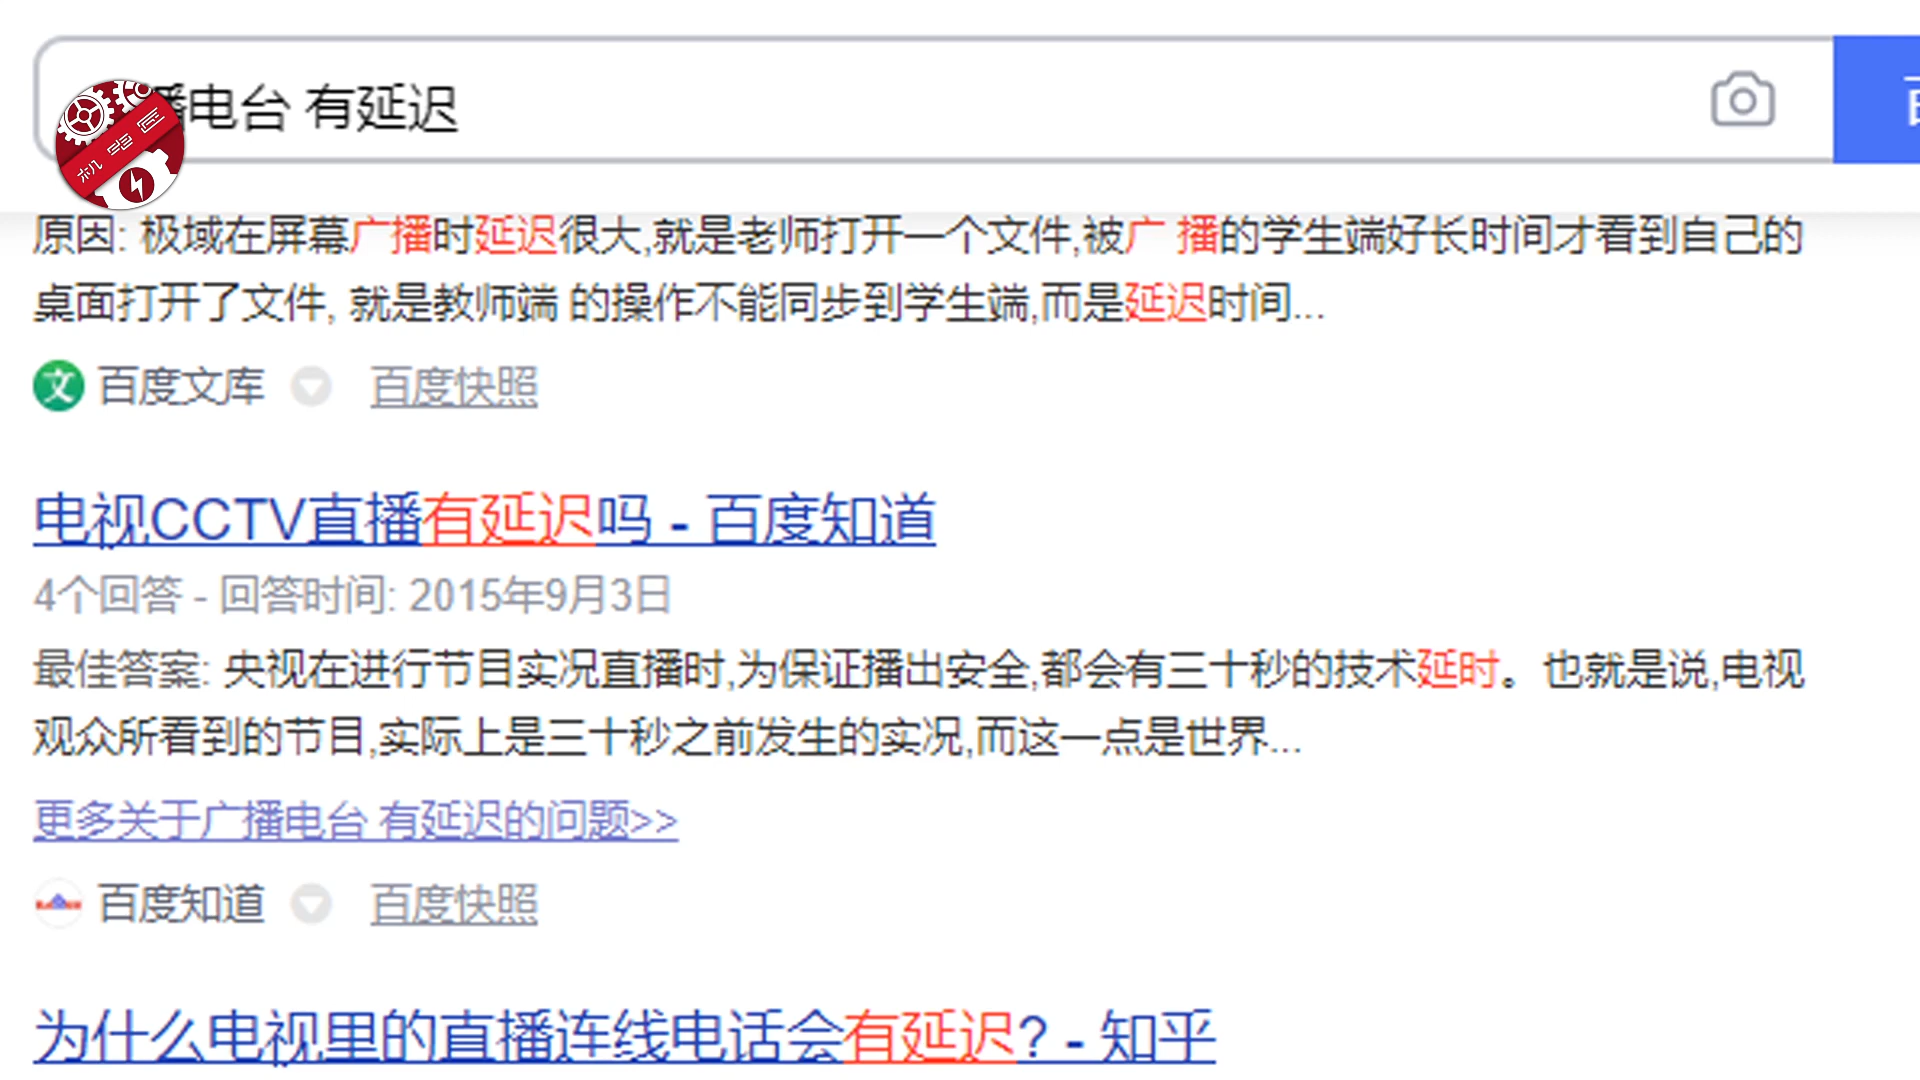 播电台 有延迟
原因: 极域在屏幕广播时延迟很大,就是老师打开一个文件,被广 播的学生端好长时间才看到自己的
桌面打开了文件, 就是教师端 的操作不能同步到学生端,而是延迟时间...
文 百度文库 百度快照
电视CCTV直播有延迟吗 - 百度知道
4个回答 - 回答时间: 2015年9月3日
最佳答案: 央视在进行节目实况直播时,为保证播出安全,都会有三十秒的技术延时。也就是说,电视
观众所看到的节目,实际上是三十秒之前发生的实况,而这一点是世界...
更多关于广播电台 有延迟的问题>>
百度知道 百度快照
为什么电视里的直播连线电话会有延迟? - 知乎